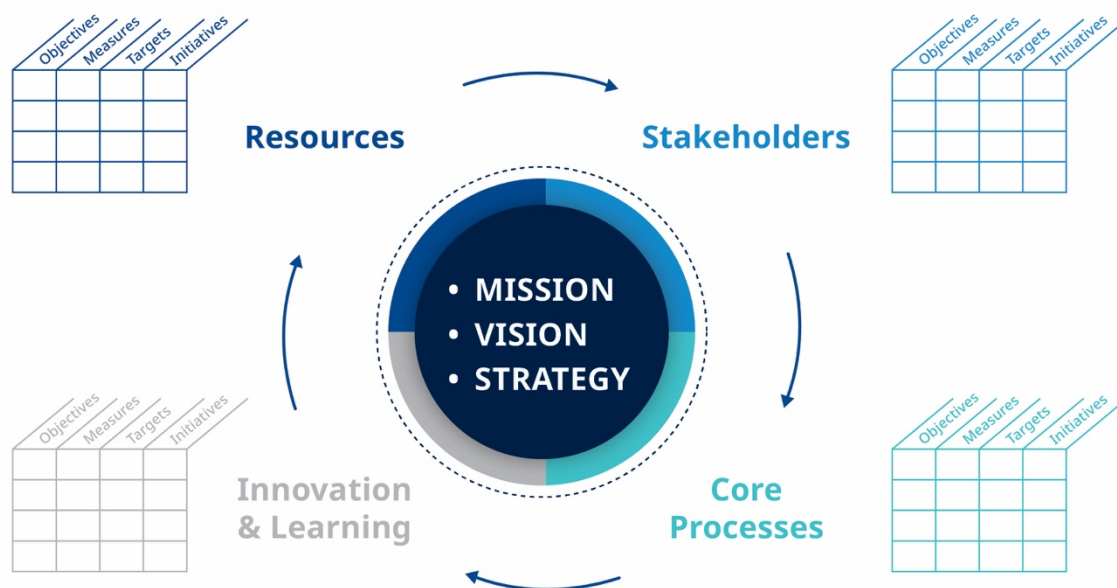 Objectives
Measures
Targets
Initiatives
Resources
Stakeholders
Objectives
Measures
Targets
Initiatives
• MISSION
• VISION
• STRATEGY
Objectives
Measures
Targets
Initiatives
Innovation
& Learning
Core
Processes
Objectives
Measures
Targets
Initiatives